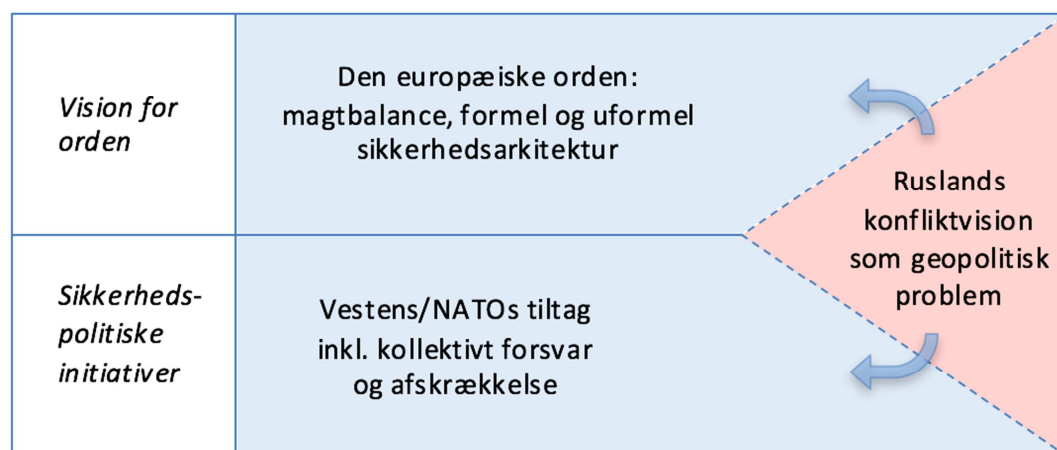 Vision for
orden
Den europæiske orden:
magtbalance, formel og uformel
sikkerhedsarkitektur
Ruslands
konfliktvision
som geopolitisk
problem
Sikkerheds-
politiske
initiativer
Vestens/NATOs tiltag
inkl. kollektivt forsvar
og afskrækkelse